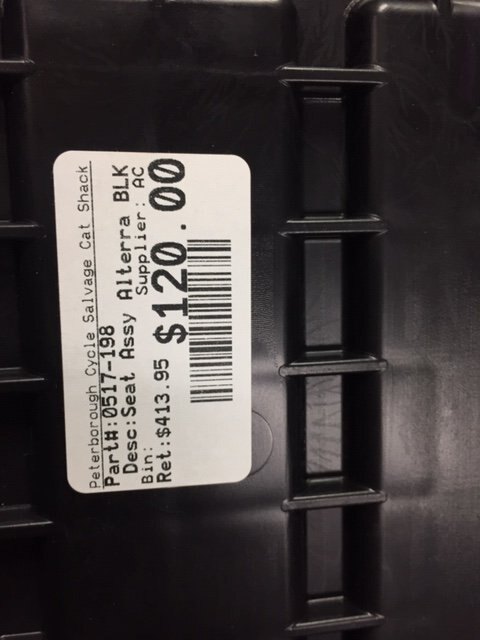 Peterborough Cycle Salvage Cat Shack
Part#:0517-198
Desc:Seat Assy Alterra BLK
Bin: Supplier: AC
Ret:$413.95 $120.00